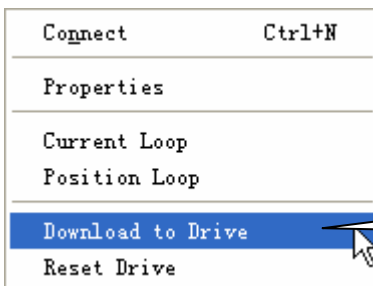 Connect Ctrl+N
Properties
Current Loop
Position Loop
Download to Drive
Reset Drive